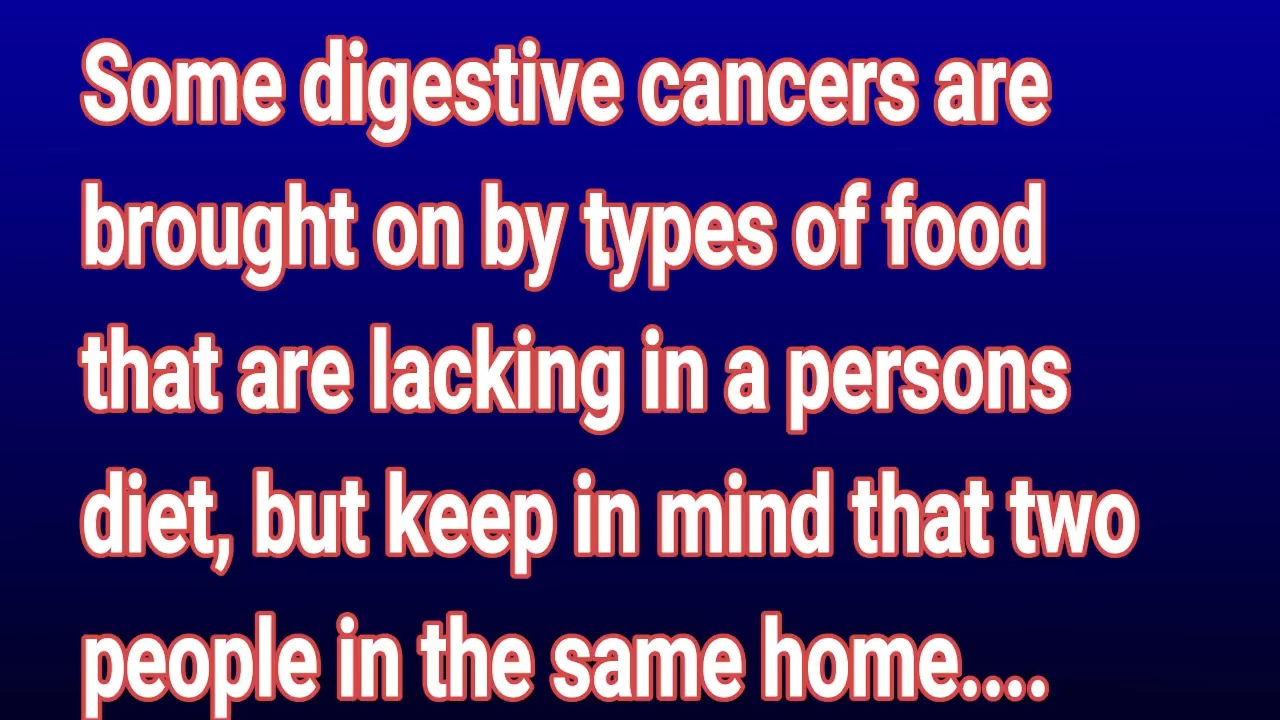 Some digestive cancers are
brought on by types of food
that are lacking in a persons
diet, but keep in mind that two
people in the same home....